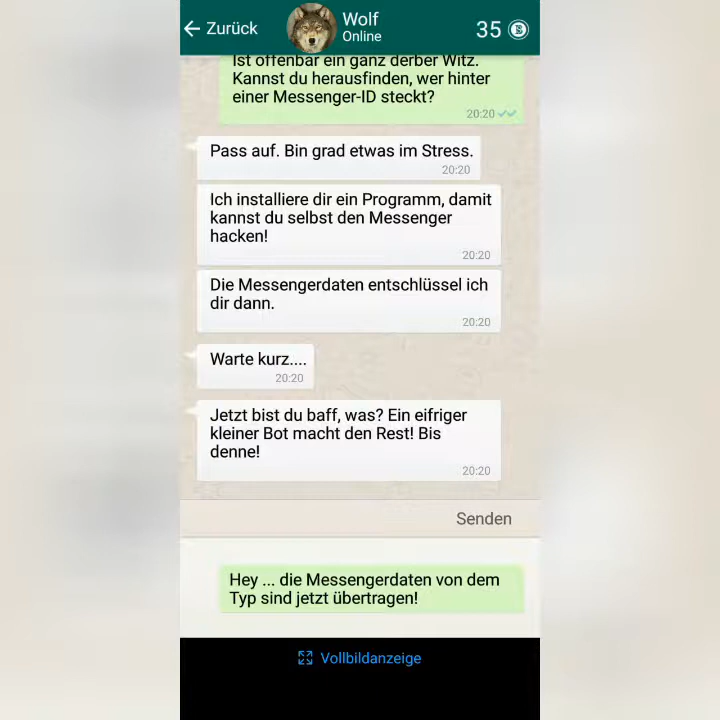 Zurück
Wolf
Online
35
Ist offenbar ein ganz derber Witz.
Kannst du herausfinden, wer hinter
einer Messenger-ID steckt?
20:20
Pass auf. Bin grad etwas im Stress.
20:20
Ich installiere dir ein Programm, damit
kannst du selbst den Messenger
hacken!
20:20
Die Messengerdaten entschlüssel ich
dir dann.
20:20
Warte kurz....
20:20
Jetzt bist du baff, was? Ein eifriger
kleiner Bot macht den Rest! Bis
denne!
20:20
Senden
Hey ... die Messengerdaten von dem
Typ sind jetzt übertragen!
Vollbildanzeige